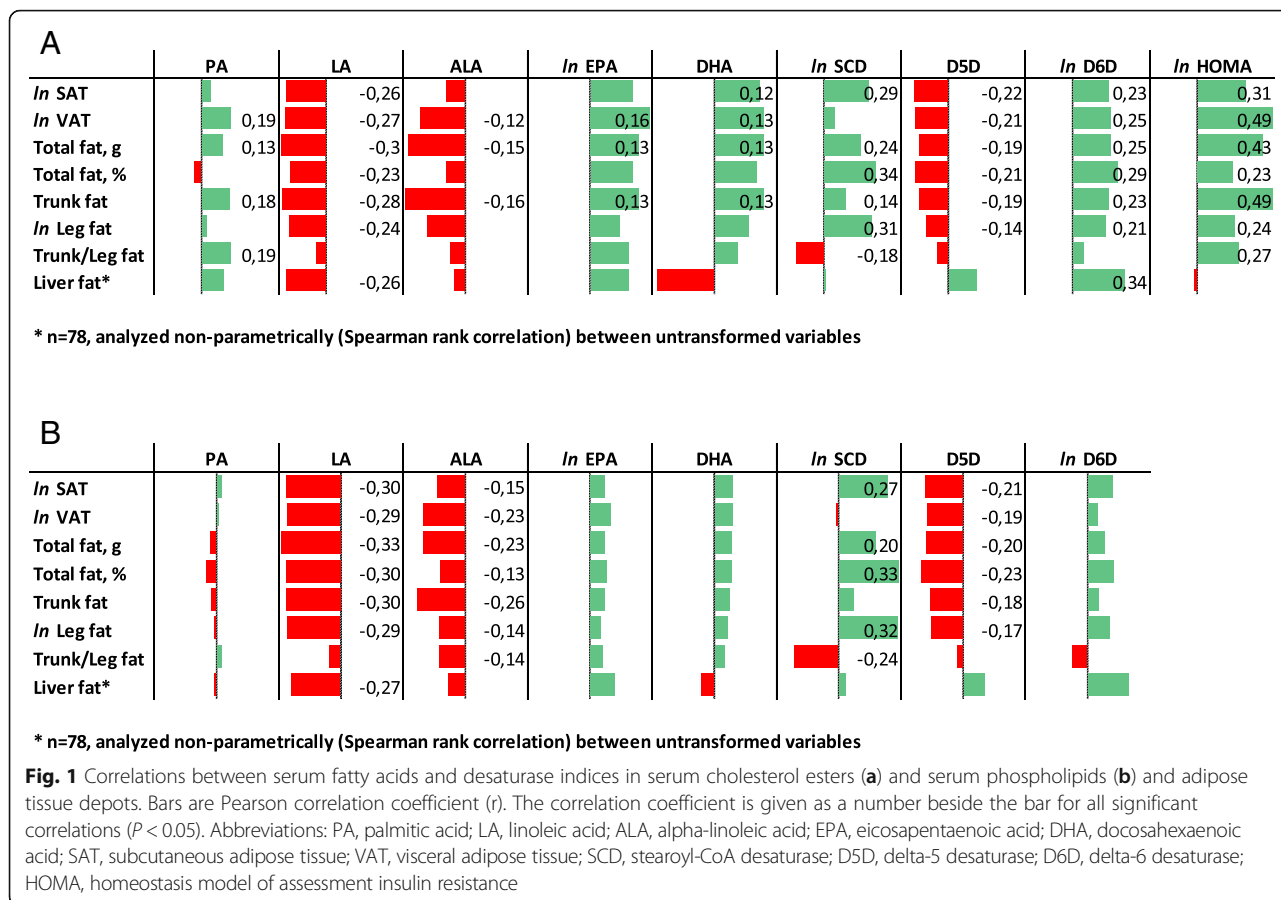 A
PA LA ALA ln EPA DHA ln SCD D5D ln D6D ln HOMA
ln SAT -0,26 0,12 0,29 -0,22 0,23 0,31
ln VAT 0,19 -0,27 -0,12 0,16 0,13 -0,21 0,25 0,49
Total fat, g 0,13 -0,3 -0,15 0,13 0,13 0,24 -0,19 0,25 0,43
Total fat, % -0,23 0,34 -0,21 0,29 0,23
Trunk fat 0,18 -0,28 -0,16 0,13 0,13 0,14 -0,19 0,23 0,49
ln Leg fat -0,24 0,31 -0,14 0,21 0,24
Trunk/Leg fat 0,19 -0,18 0,27
Liver fat* -0,26 0,34
* n=78, analyzed non-parametrically (Spearman rank correlation) between untransformed variables
B
PA LA ALA ln EPA DHA ln SCD D5D ln D6D
ln SAT -0,30 -0,15 0,27 -0,21
ln VAT -0,29 -0,23 -0,19
Total fat, g -0,33 -0,23 0,20 -0,20
Total fat, % -0,30 -0,13 0,33 -0,23
Trunk fat -0,30 -0,26 -0,18
ln Leg fat -0,29 -0,14 0,32 -0,17
Trunk/Leg fat -0,14 -0,24
Liver fat* -0,27
* n=78, analyzed non-parametrically (Spearman rank correlation) between untransformed variables
Fig. 1 Correlations between serum fatty acids and desaturase indices in serum cholesterol esters (a) and serum phospholipids (b) and adipose
tissue depots. Bars are Pearson correlation coefficient (r). The correlation coefficient is given as a number beside the bar for all significant
correlations (P < 0.05). Abbreviations: PA, palmitic acid; LA, linoleic acid; ALA, alpha-linoleic acid; EPA, eicosapentaenoic acid; DHA, docosahexaenoic
acid; SAT, subcutaneous adipose tissue; VAT, visceral adipose tissue; SCD, stearoyl-CoA desaturase; D5D, delta-5 desaturase; D6D, delta-6 desaturase;
HOMA, homeostasis model of assessment insulin resistance